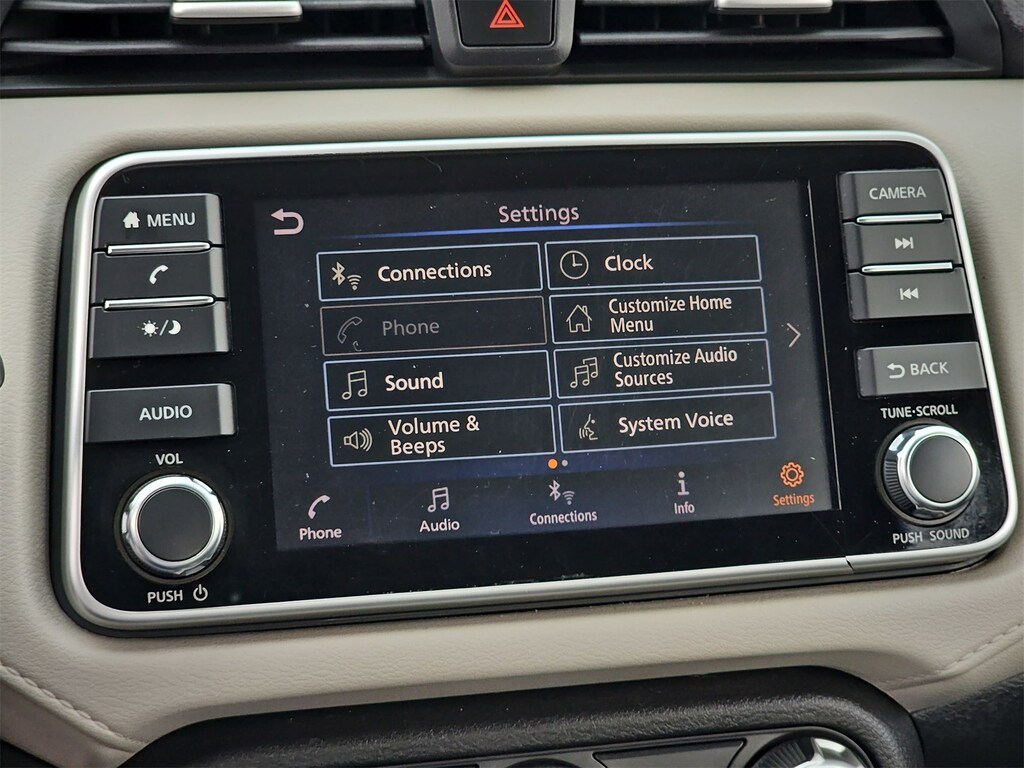 MENU
CAMERA
Settings
Connections
Clock
Phone
Customize Home
Menu
Sound
Customize Audio
Sources
Volume &
Beeps
System Voice
Phone
Audio
Connections
Info
Settings
AUDIO
BACK
VOL
TUNE·SCROLL
PUSH
PUSH SOUND